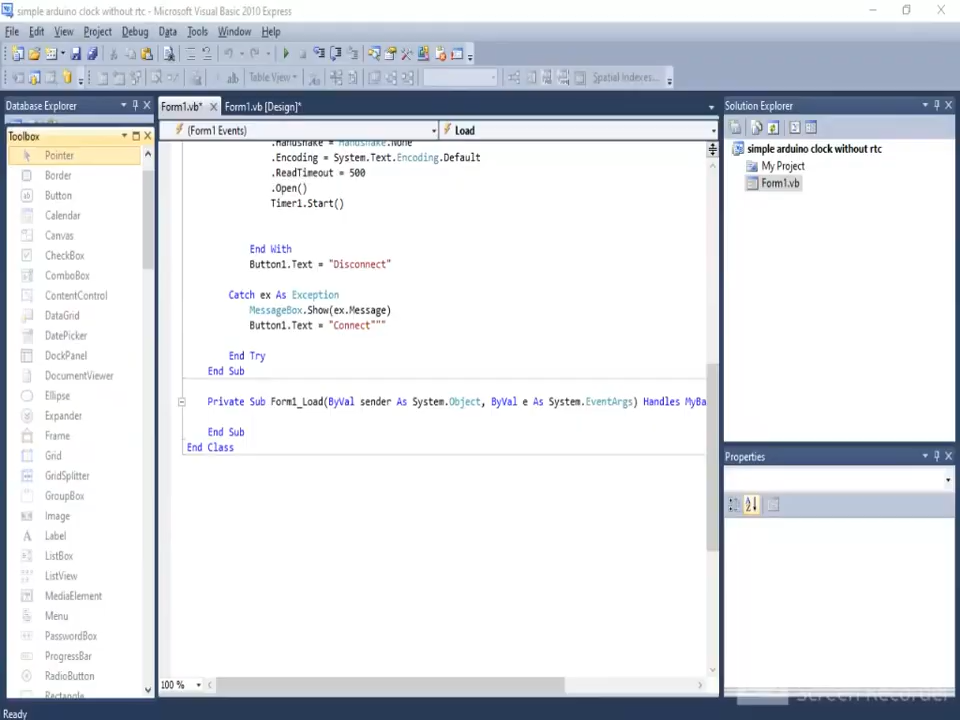 simple arduino clock without rtc - Microsoft Visual Basic 2010 Express
File Edit View Project Debug Data Tools Window Help
Table View
Spatial Indexes...
Database Explorer
Toolbox
Pointer
Border
Button
Calendar
Canvas
CheckBox
ComboBox
ContentControl
DataGrid
DatePicker
DockPanel
DocumentViewer
Ellipse
Expander
Frame
Grid
GridSplitter
GroupBox
Image
Label
ListBox
ListView
MediaElement
Menu
PasswordBox
ProgressBar
RadioButton
Rectangle
Form1.vb*
Form1.vb [Design]*
(Form1 Events)
Load
.Handshake = Handshake.None
.Encoding = System.Text.Encoding.Default
.ReadTimeout = 500
.Open()
Timer1.Start()
End With
Button1.Text = "Disconnect"
Catch ex As Exception
MessageBox.Show(ex.Message)
Button1.Text = "Connect"""
End Try
End Sub
Private Sub Form1_Load(ByVal sender As System.Object, ByVal e As System.EventArgs) Handles MyBa
End Sub
End Class
100 %
Solution Explorer
simple arduino clock without rtc
My Project
Form1.vb
Properties
Ready
Screen Recorder